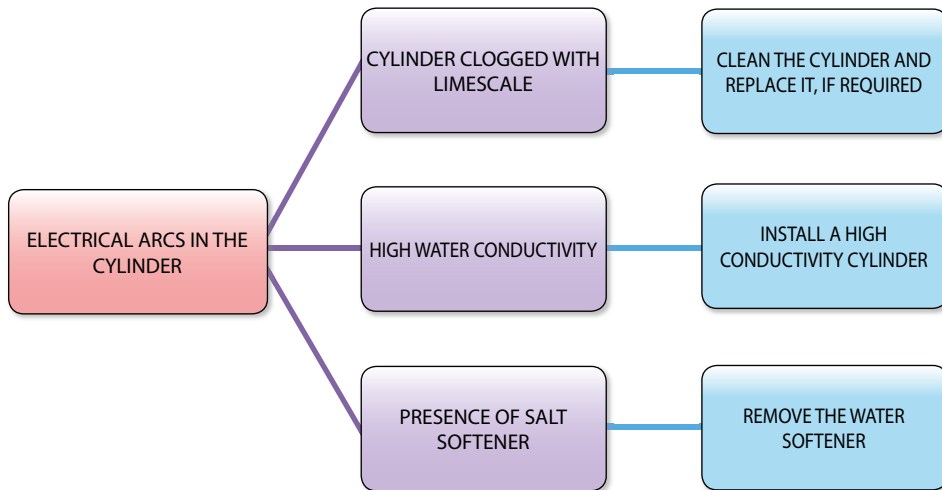 CYLINDER CLOGGED WITH
LIMESCALE
CLEAN THE CYLINDER AND
REPLACE IT, IF REQUIRED
ELECTRICAL ARCS IN THE
CYLINDER
HIGH WATER CONDUCTIVITY
INSTALL A HIGH
CONDUCTIVITY CYLINDER
PRESENCE OF SALT
SOFTENER
REMOVE THE WATER
SOFTENER